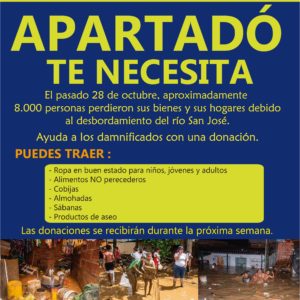 APARTADÓ
TE NECESITA
El pasado 28 de octubre, aproximadamente
8.000 personas perdieron sus bienes y sus hogares debido
al desbordamiento del río San José.
Ayuda a los damnificados con una donación.
PUEDES TRAER :
- Ropa en buen estado para niños, jóvenes y adultos
- Alimentos NO perecederos
- Cobijas
- Almohadas
- Sábanas
- Productos de aseo
Las donaciones se recibirán durante la próxima semana.